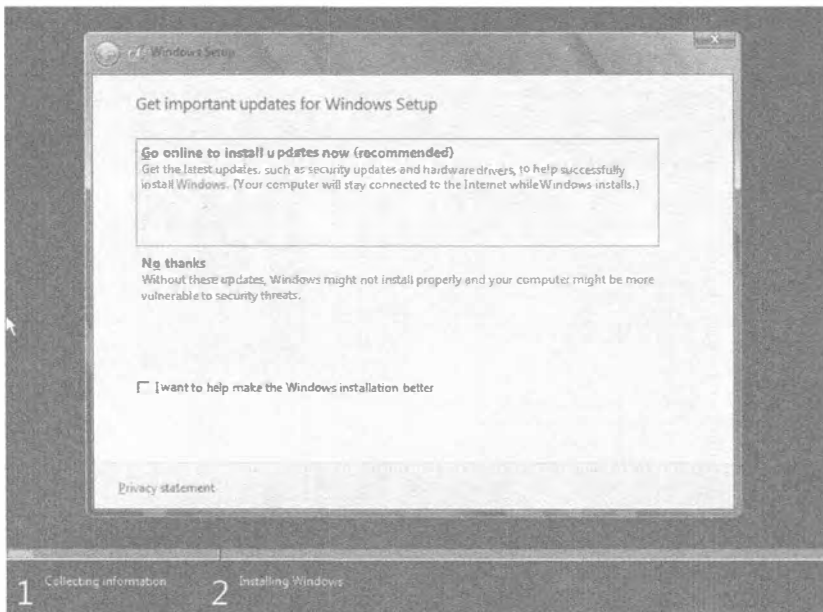 Windows Setup
Get important updates for Windows Setup
Go online to install updates now (recommended)
Get the latest updates, such as security updates and hardware drivers, to help successfully
install Windows. (Your computer will stay connected to the Internet while Windows installs.)
No thanks
Without these updates, Windows might not install properly and your computer might be more
vulnerable to security threats.
I want to help make the Windows installation better
Privacy statement
1 Collecting information 2 Installing Windows